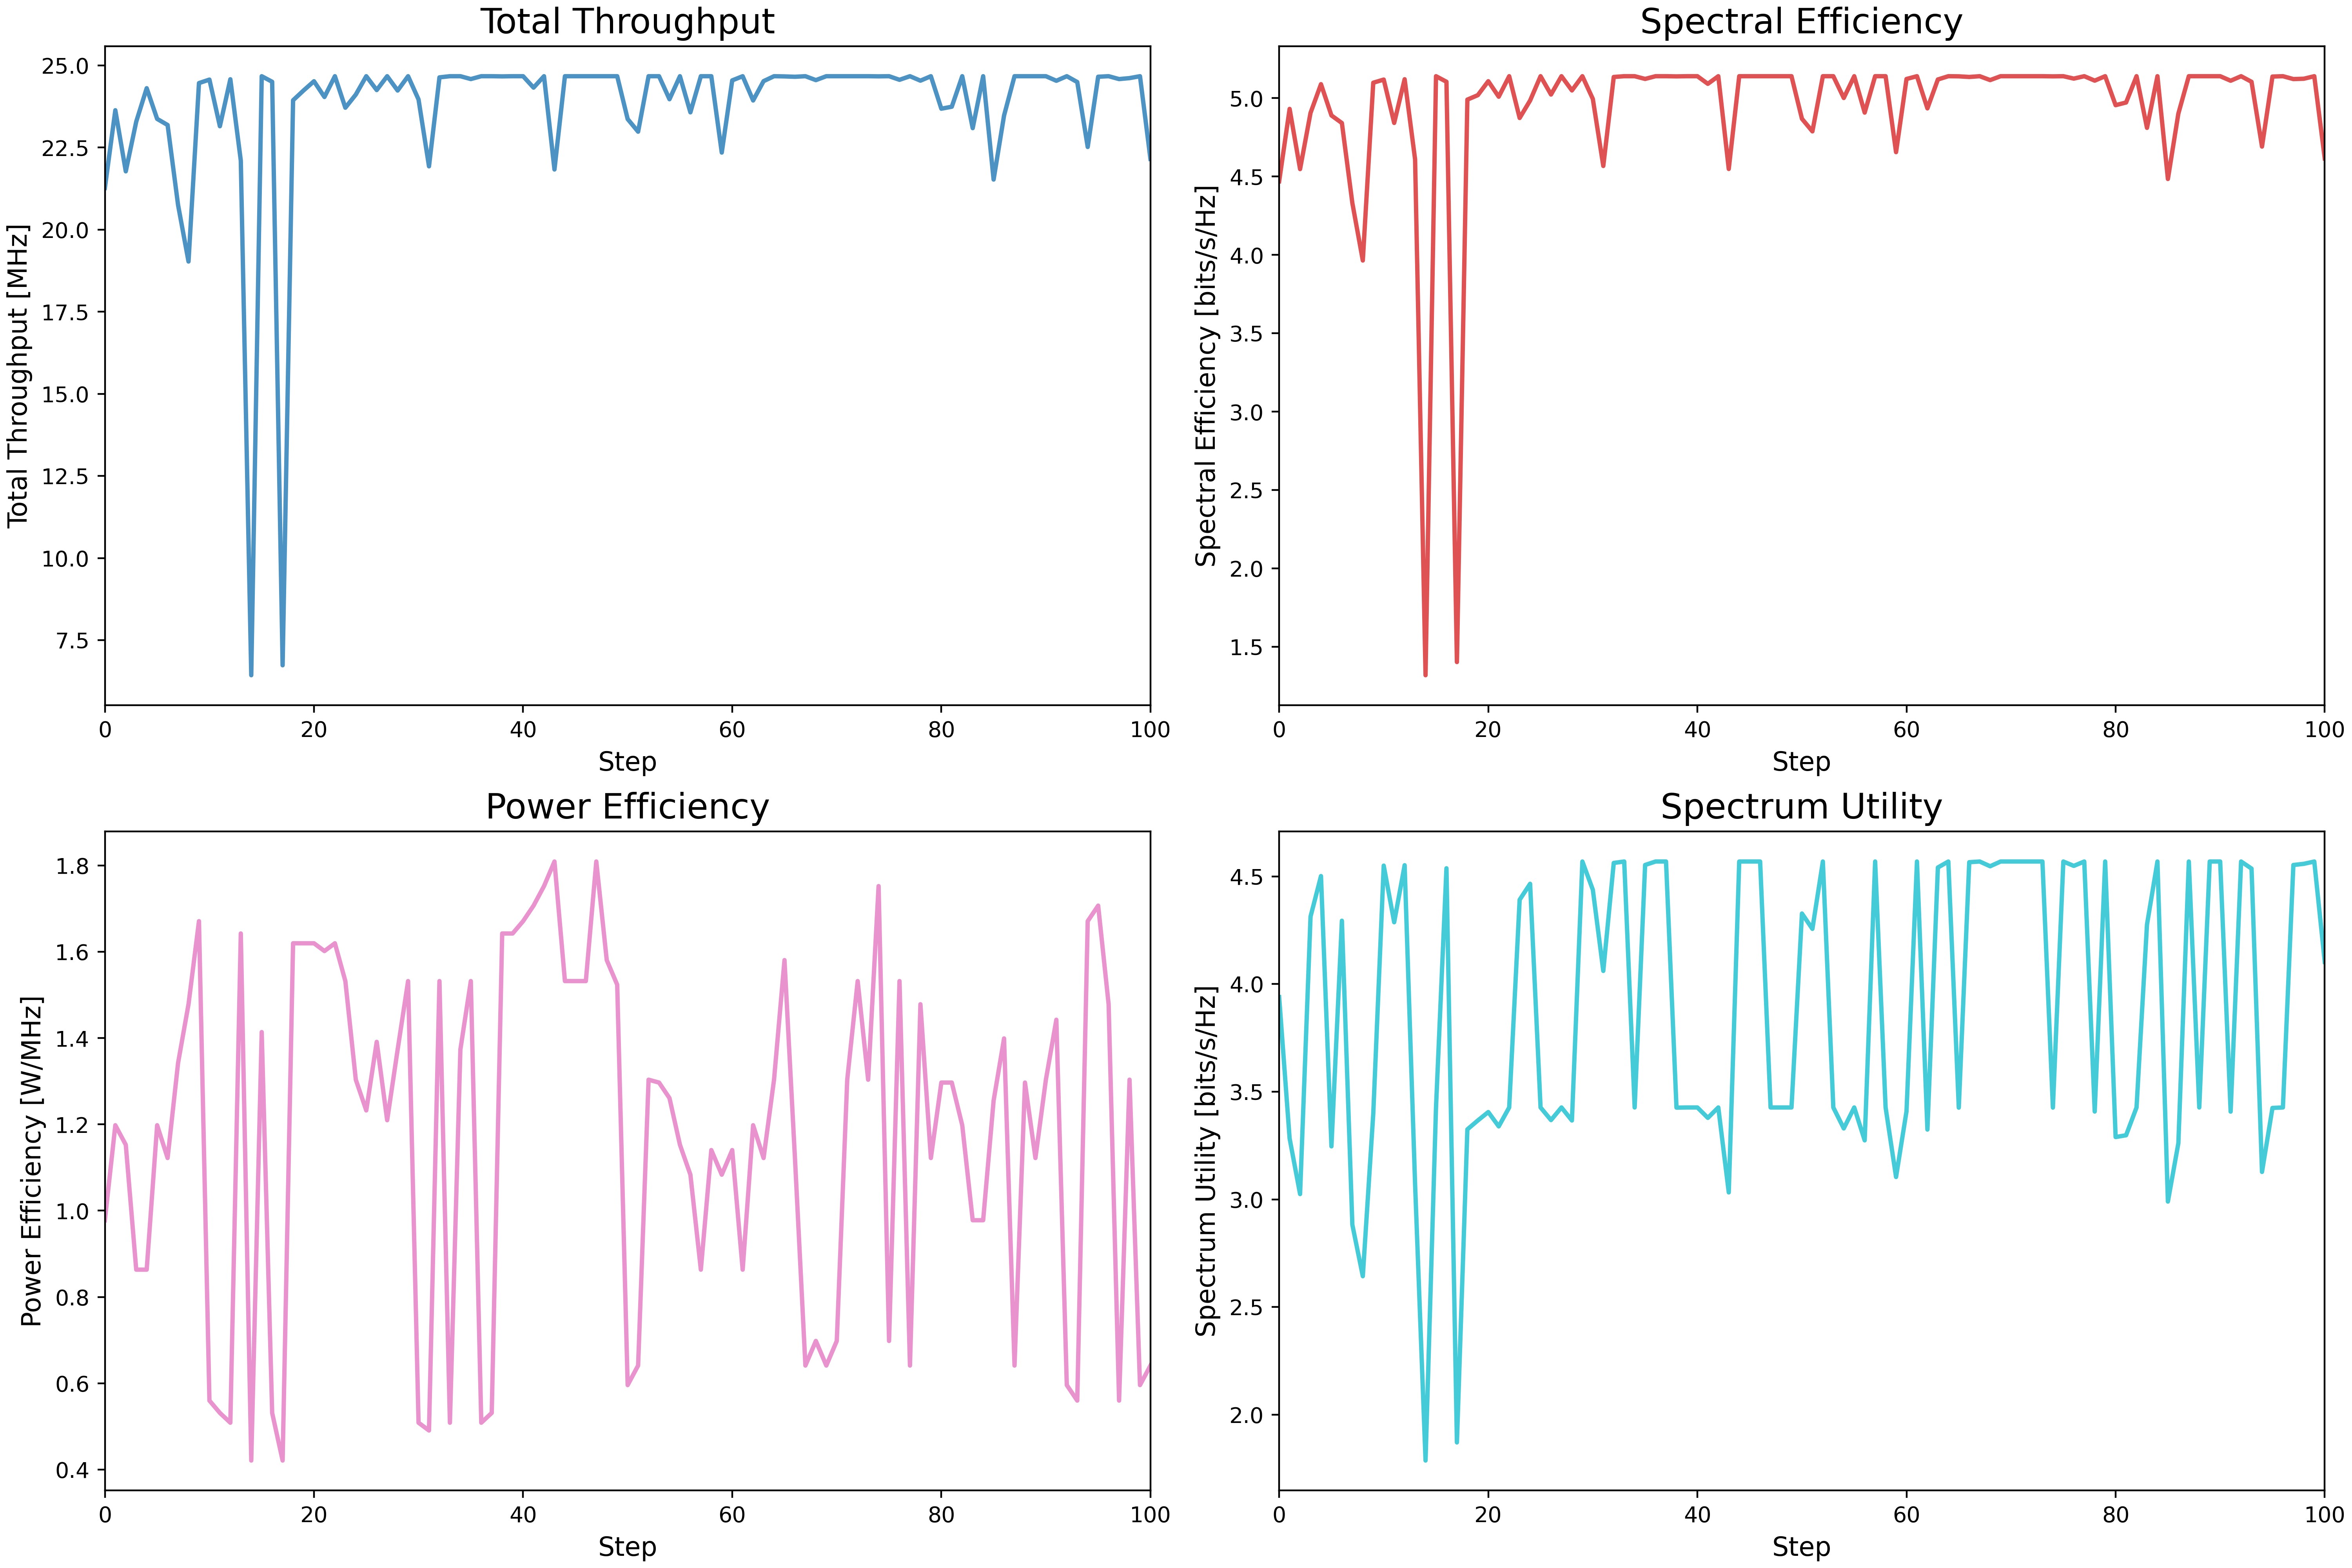 Total Throughput
Total Throughput [MHz]
25.0
22.5
20.0
17.5
15.0
12.5
10.0
7.5
0 20 40 60 80 100
Step
Spectral Efficiency
Spectral Efficiency [bits/s/Hz]
5.0
4.5
4.0
3.5
3.0
2.5
2.0
1.5
0 20 40 60 80 100
Step
Power Efficiency
Power Efficiency [W/MHz]
1.8
1.6
1.4
1.2
1.0
0.8
0.6
0.4
0 20 40 60 80 100
Step
Spectrum Utility
Spectrum Utility [bits/s/Hz]
4.5
4.0
3.5
3.0
2.5
2.0
0 20 40 60 80 100
Step